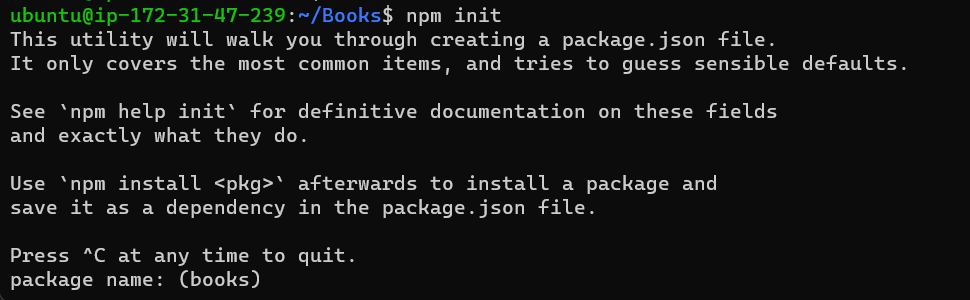 ubuntu@ip-172-31-47-239:~/Books$ npm init
This utility will walk you through creating a package.json file.
It only covers the most common items, and tries to guess sensible defaults.

See `npm help init` for definitive documentation on these fields
and exactly what they do.

Use `npm install <pkg>` afterwards to install a package and
save it as a dependency in the package.json file.

Press ^C at any time to quit.
package name: (books)